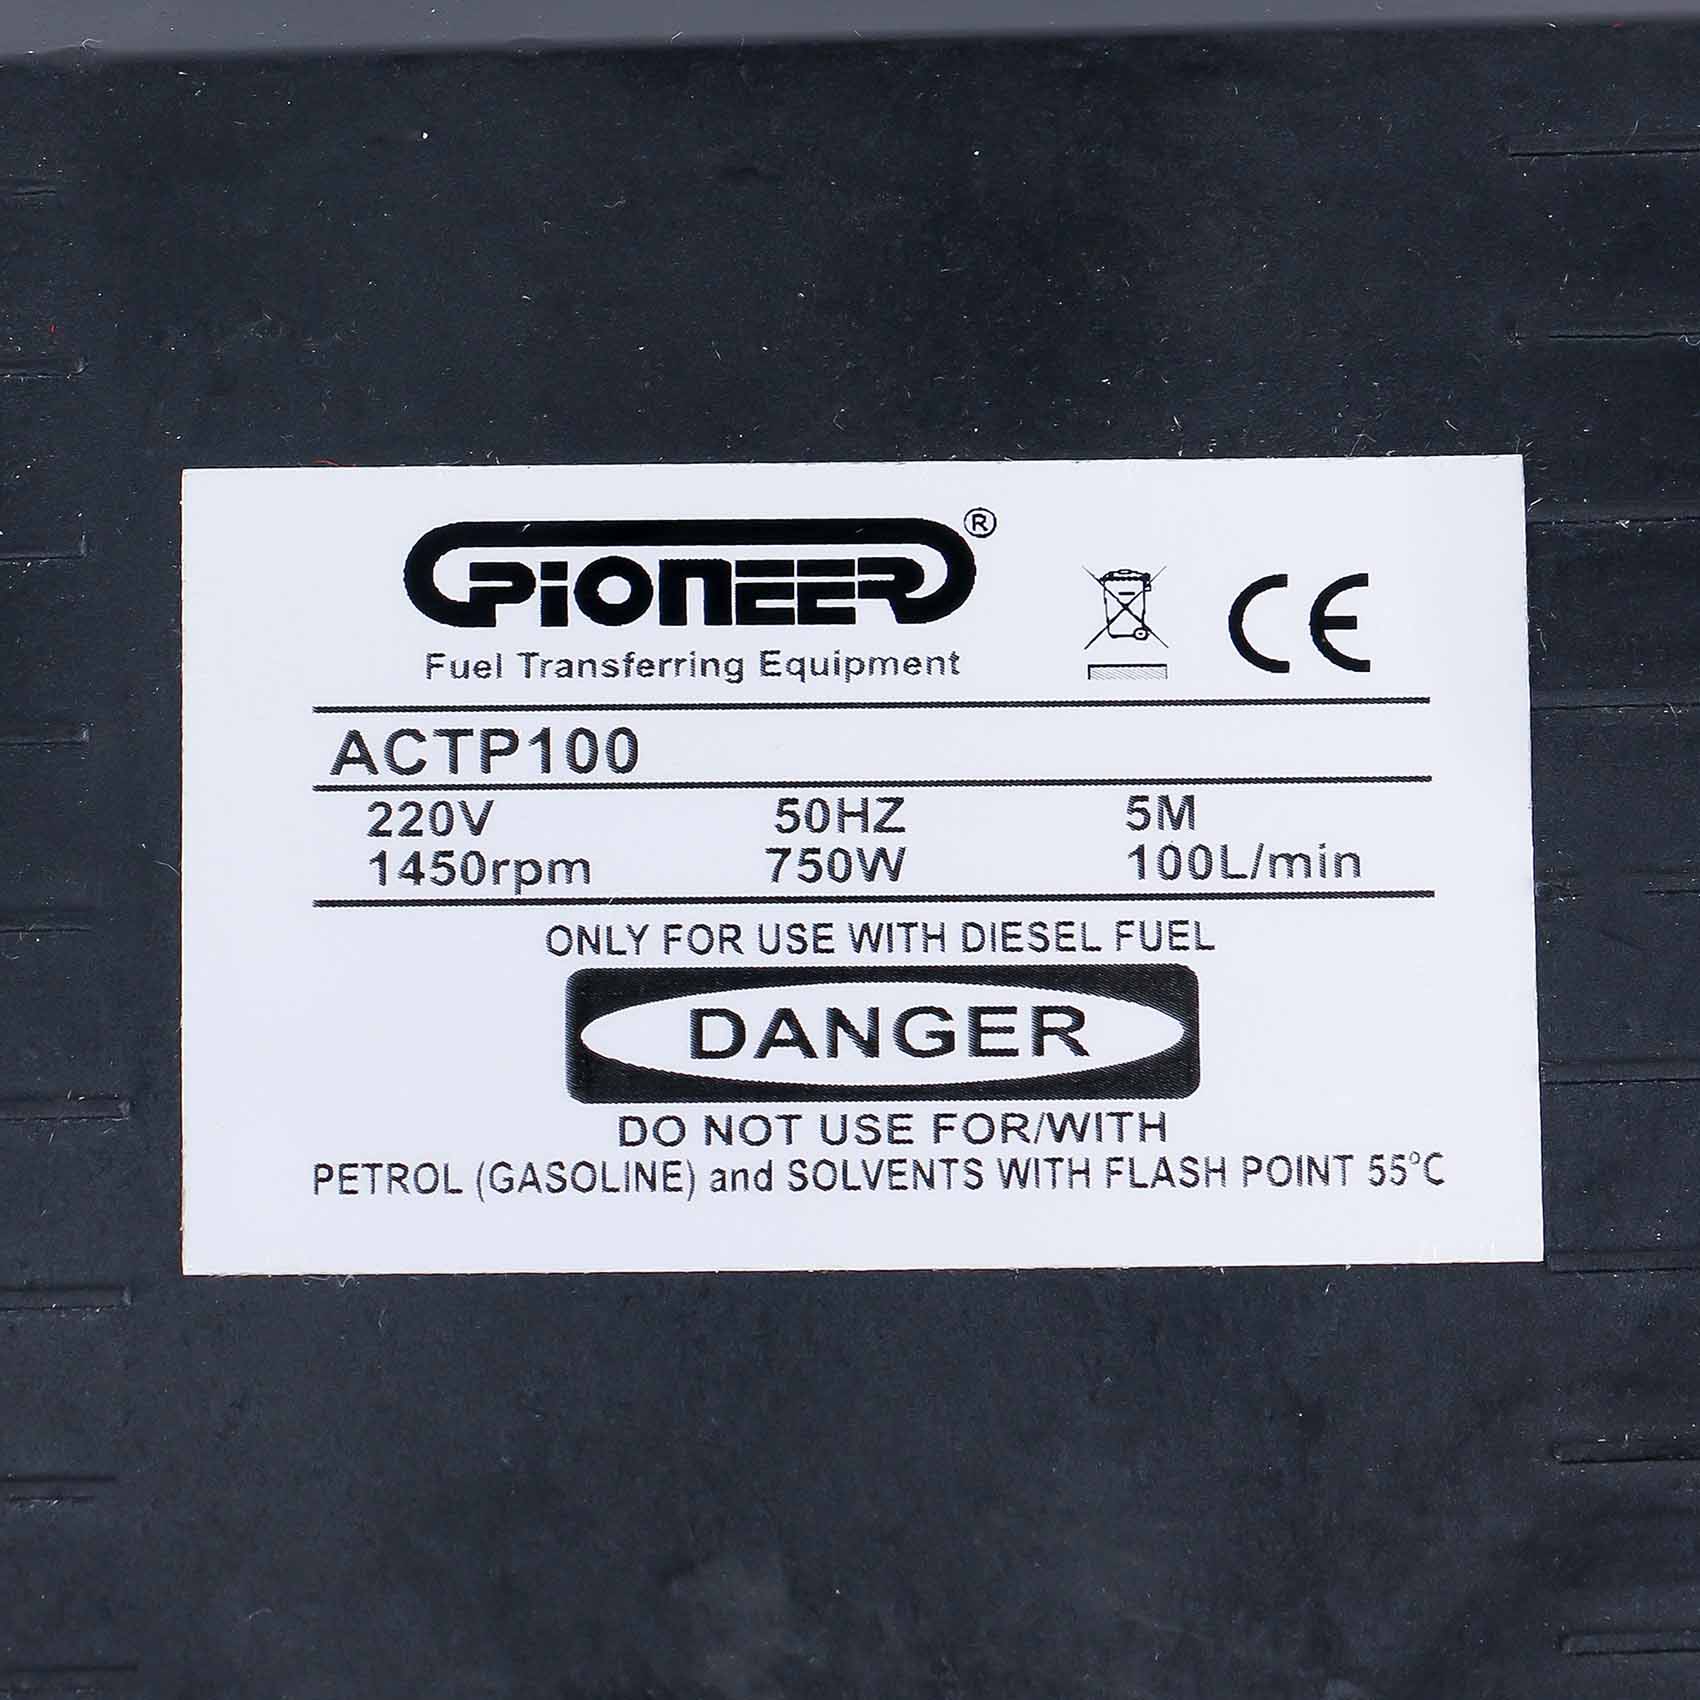 PIONEER®
Fuel Transferring Equipment
CE
ACTP100
220V 50HZ 5M
1450rpm 750W 100L/min
ONLY FOR USE WITH DIESEL FUEL
DANGER
DO NOT USE FOR/WITH
PETROL (GASOLINE) and SOLVENTS WITH FLASH POINT 55°C